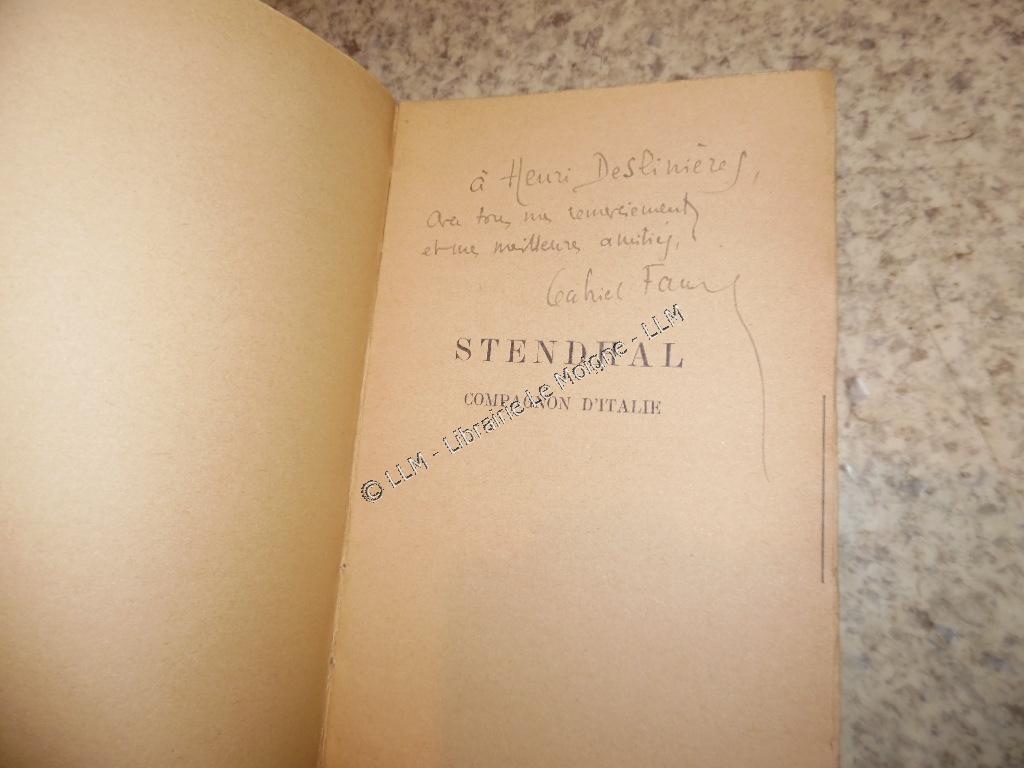 à Henri Deslinières,
avec tous mes remerciements
et mes meilleures amitiés,
Gabriel Faure
STENDHAL
COMPAGNON D'ITALIE
© LLM - Librairie Le Moigne - LLM